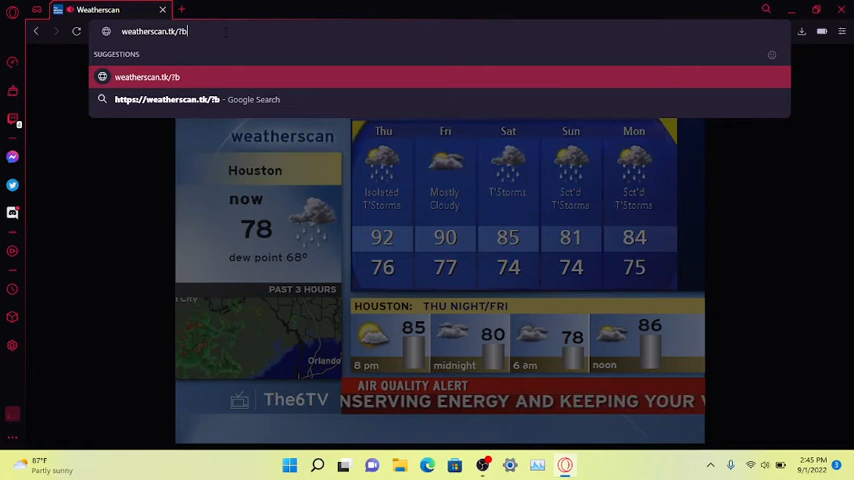 Weatherscan
weatherscan.tk/?b
SUGGESTIONS
weatherscan.tk/?b
https://weatherscan.tk/?b - Google Search
weatherscan
Houston
now
78
dew point 68°
PAST 3 HOURS
Orlando
The6TV
Thu Fri Sat Sun Mon
Isolated T'Storms Mostly Cloudy T'Storms Sct'd T'Storms Sct'd T'Storms
92 90 85 81 84
76 77 74 74 75
HOUSTON: THU NIGHT/FRI
85 80 78 86
8 pm midnight 6 am noon
AIR QUALITY ALERT
NSERVING ENERGY AND KEEPING YOUR
87°F
Partly sunny
2:45 PM
9/1/2022